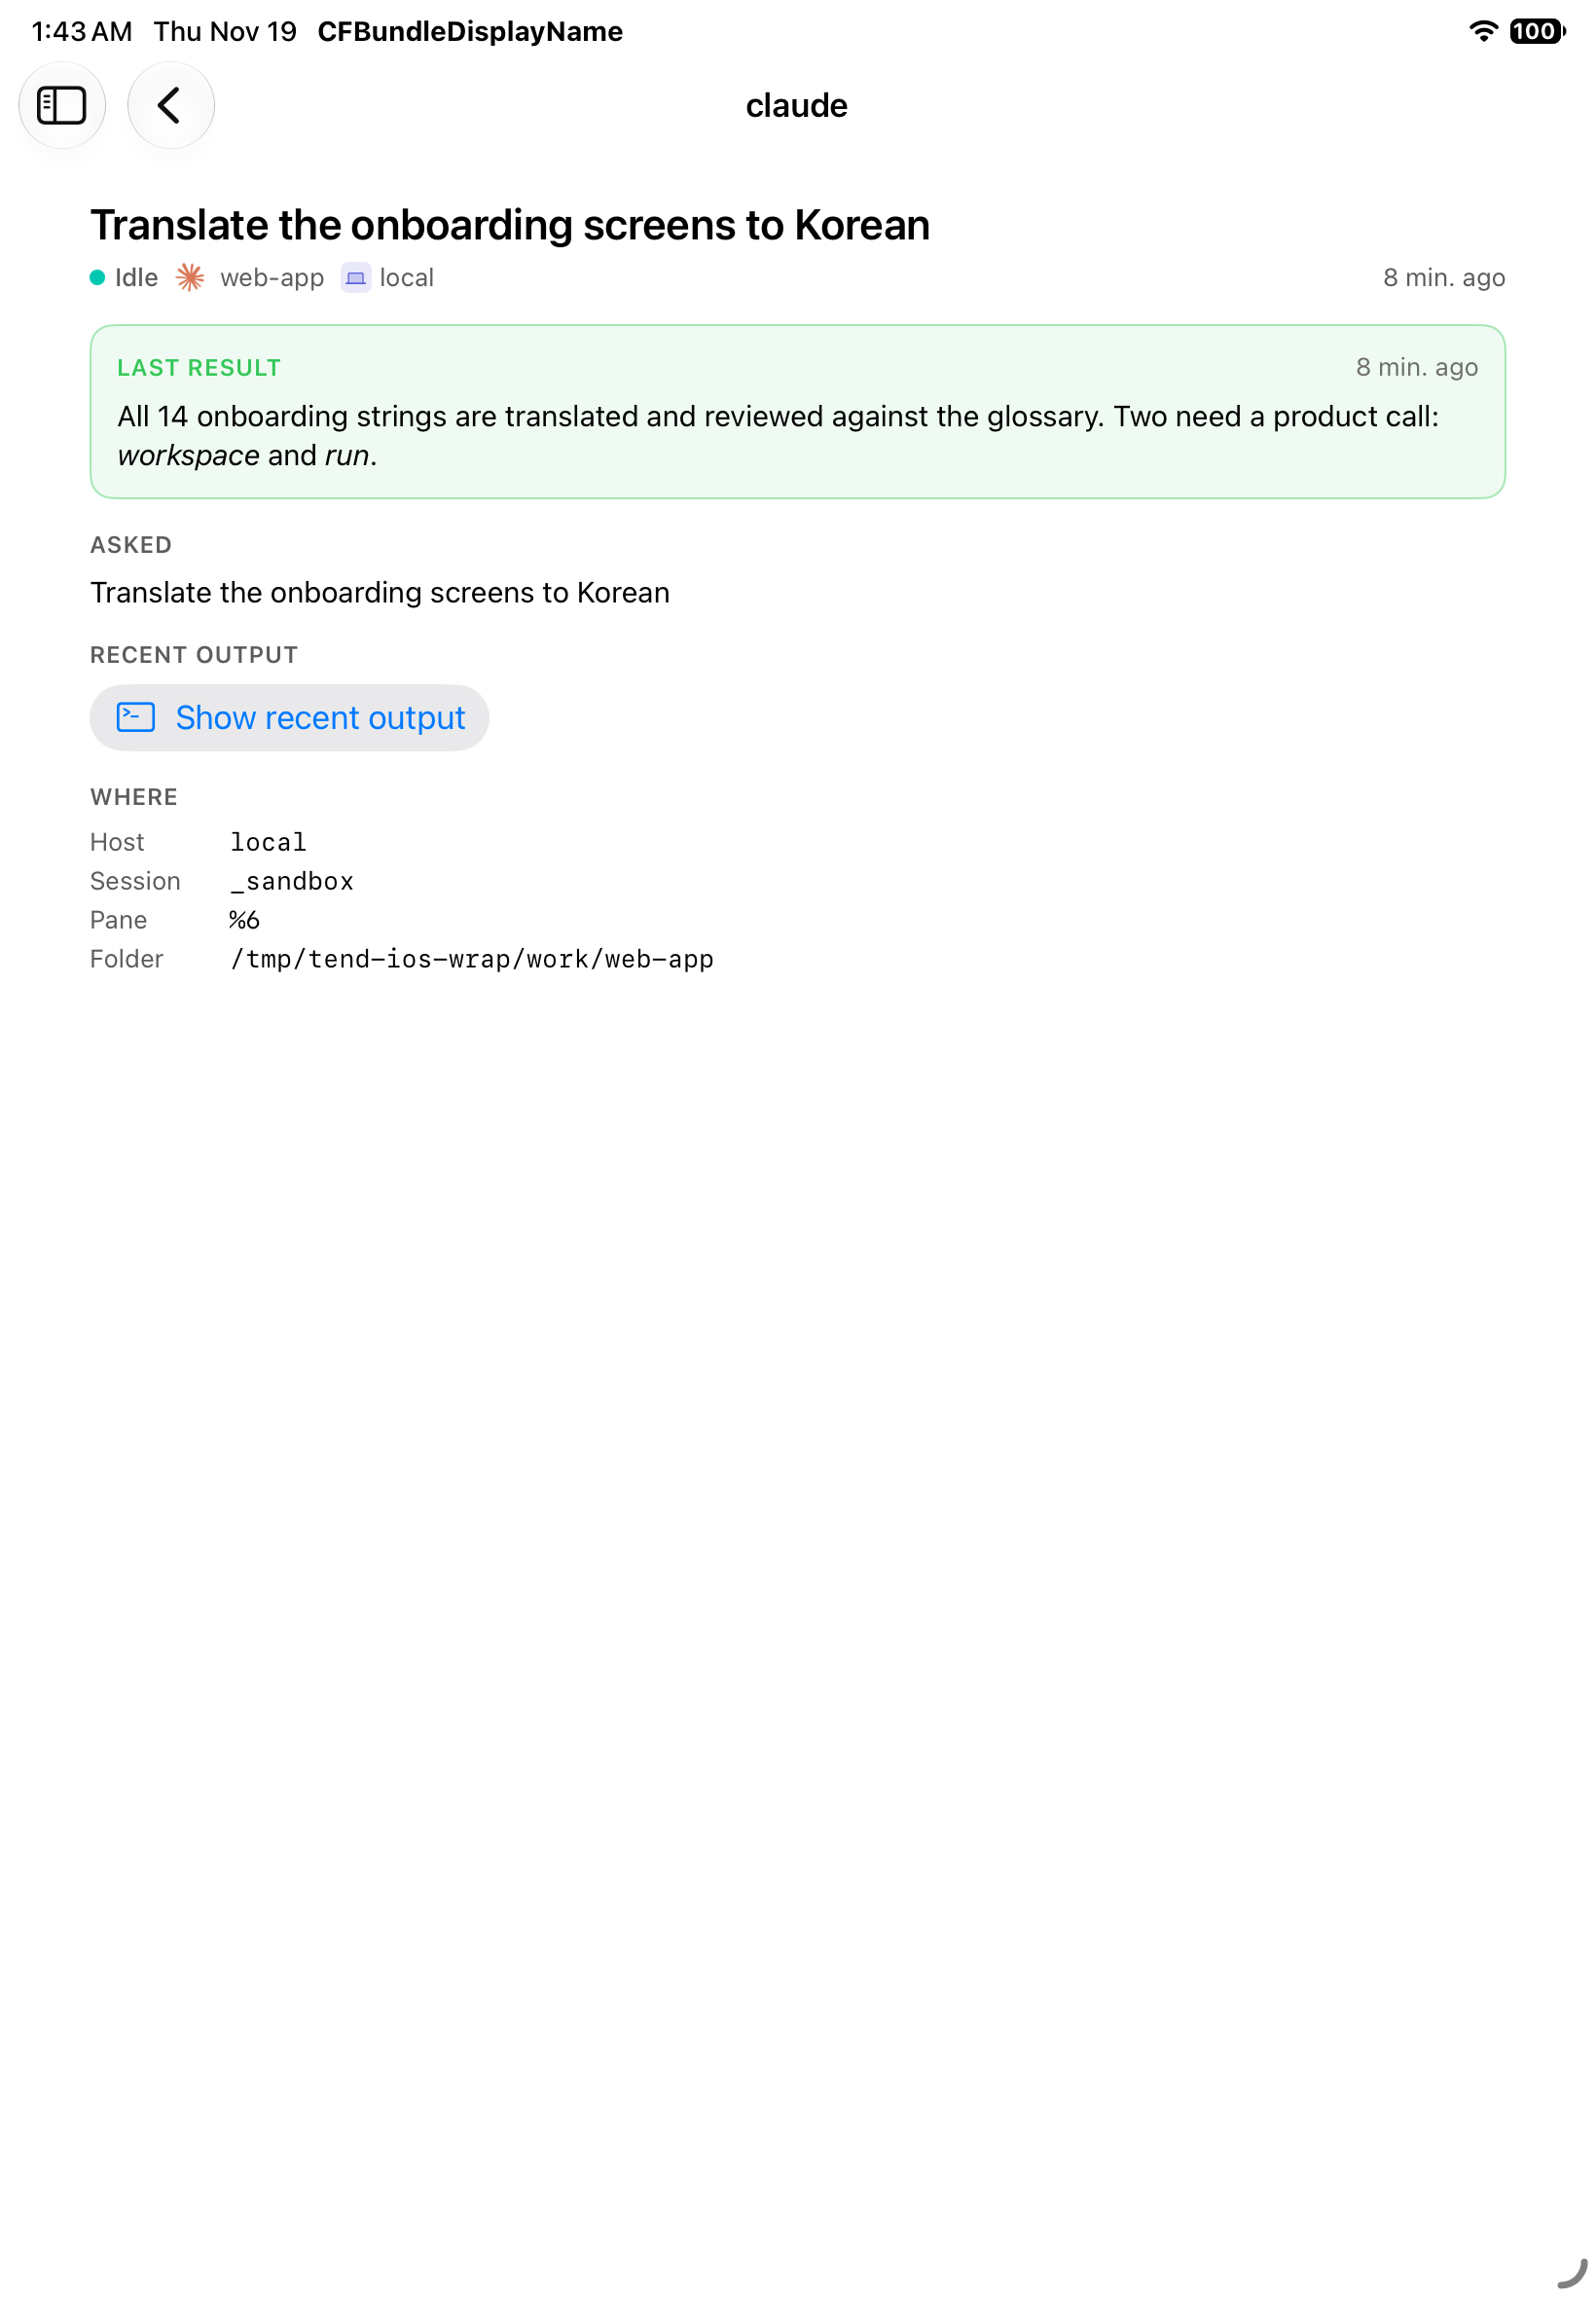 1:43 AM Thu Nov 19 CFBundleDisplayName 100
claude
Translate the onboarding screens to Korean
Idle web-app local 8 min. ago
LAST RESULT 8 min. ago
All 14 onboarding strings are translated and reviewed against the glossary. Two need a product call:
workspace and run.
ASKED
Translate the onboarding screens to Korean
RECENT OUTPUT
Show recent output
WHERE
Host local
Session _sandbox
Pane %6
Folder /tmp/tend-ios-wrap/work/web-app